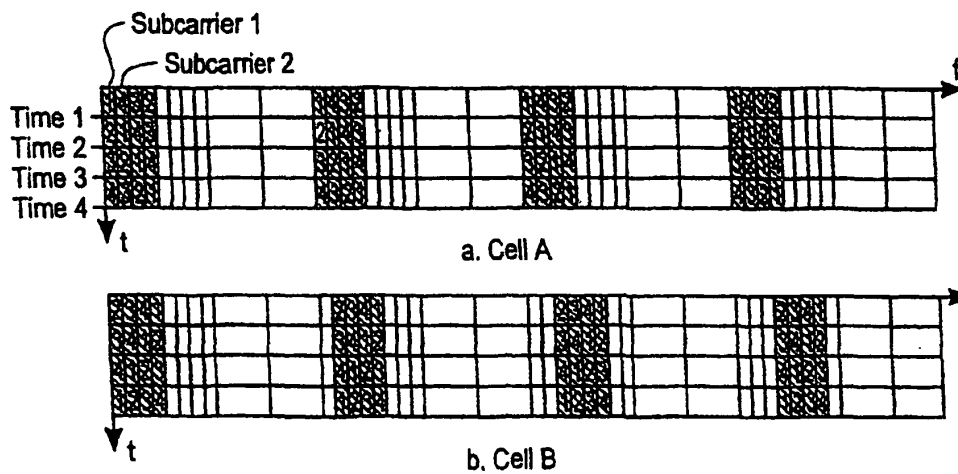 Subcarrier 1
Subcarrier 2
f
Time 1
Time 2
Time 3
Time 4
t
a. Cell A
t
b, Cell B